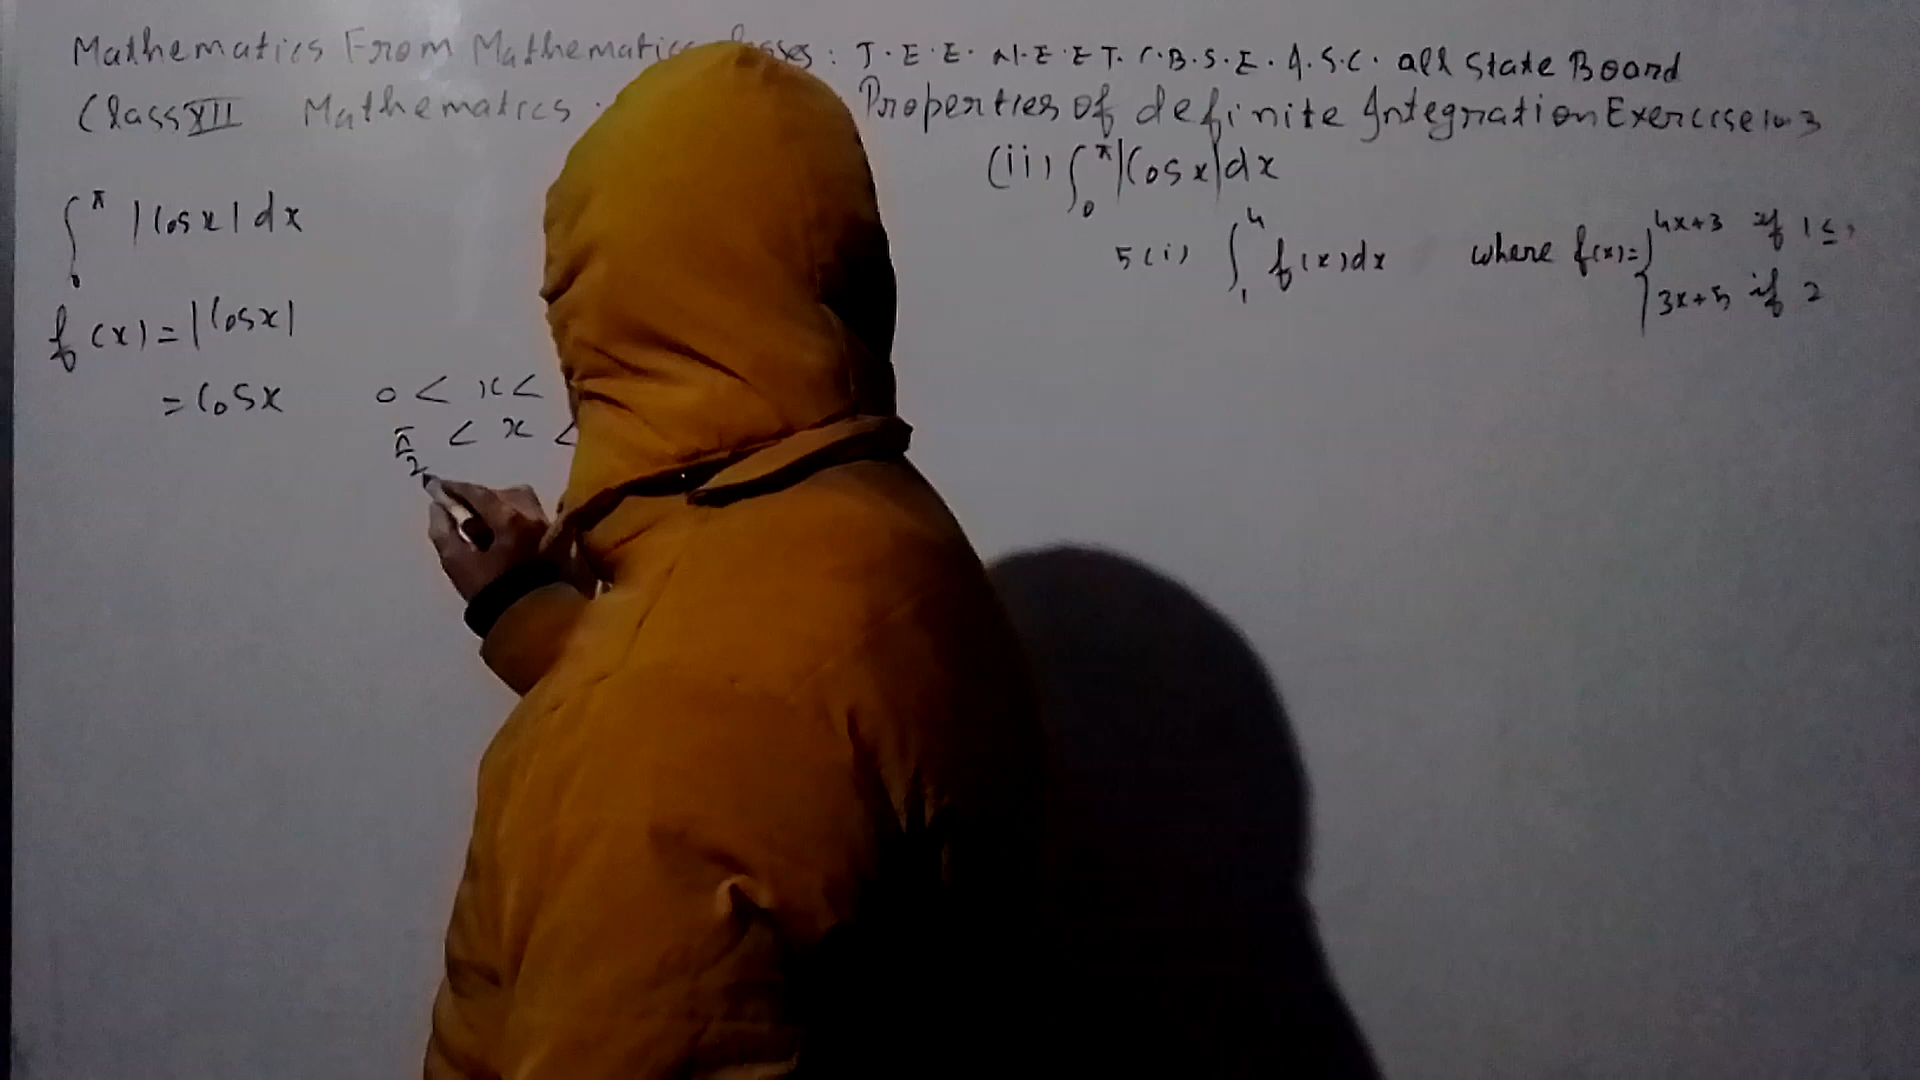 Mathematics From Mathematics Classes : J.E.E. N.E.E.T. C.B.S.E. I.S.C. all State Board
Class XII Mathematics . Properties of definite Integration Exercise 10.3
(ii) ∫₀^π |Cos x| dx
∫₀^π |Cos x| dx
5(i) ∫₁⁴ f(x) dx where f(x) = { 4x+3 if 1 ≤
3x+5 if 2
f(x) = |Cos x|
= Cos x 0 < x <
π/2 < x <